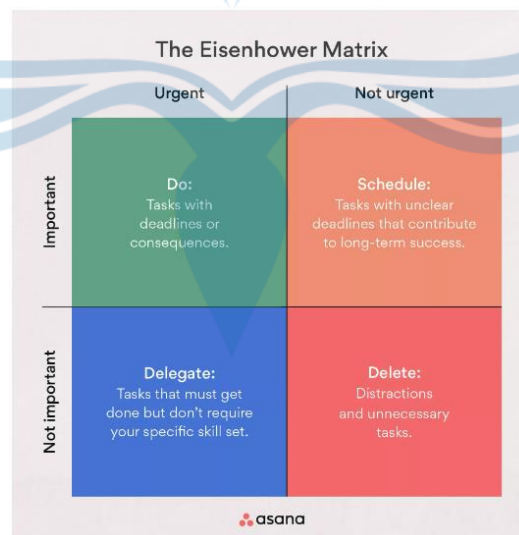 The Eisenhower Matrix
Urgent
Not urgent
Important
Do:
Tasks with
deadlines or
consequences.
Schedule:
Tasks with unclear
deadlines that contribute
to long-term success.
Not important
Delegate:
Tasks that must get
done but don't require
your specific skill set.
Delete:
Distractions
and unnecessary
tasks.
asana